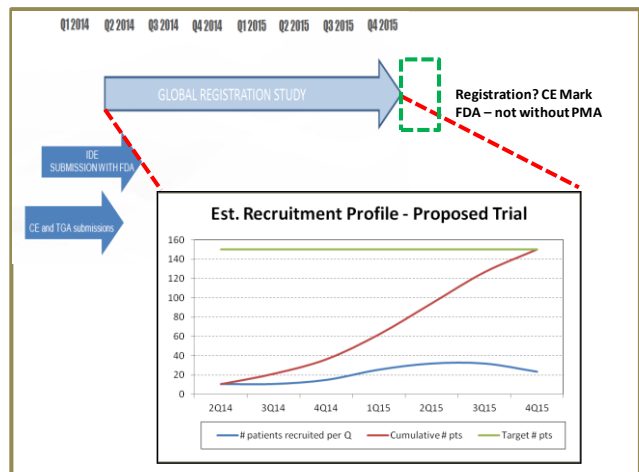 Q1 2014 Q2 2014 Q3 2014 Q4 2014 Q1 2015 Q2 2015 Q3 2015 Q4 2015
GLOBAL REGISTRATION STUDY
Registration? CE Mark
FDA – not without PMA
IDE
SUBMISSION WITH FDA
CE and TGA submissions
Est. Recruitment Profile - Proposed Trial
160
140
120
100
80
60
40
20
0
2Q14 3Q14 4Q14 1Q15 2Q15 3Q15 4Q15
# patients recruited per Q Cumulative # pts Target # pts